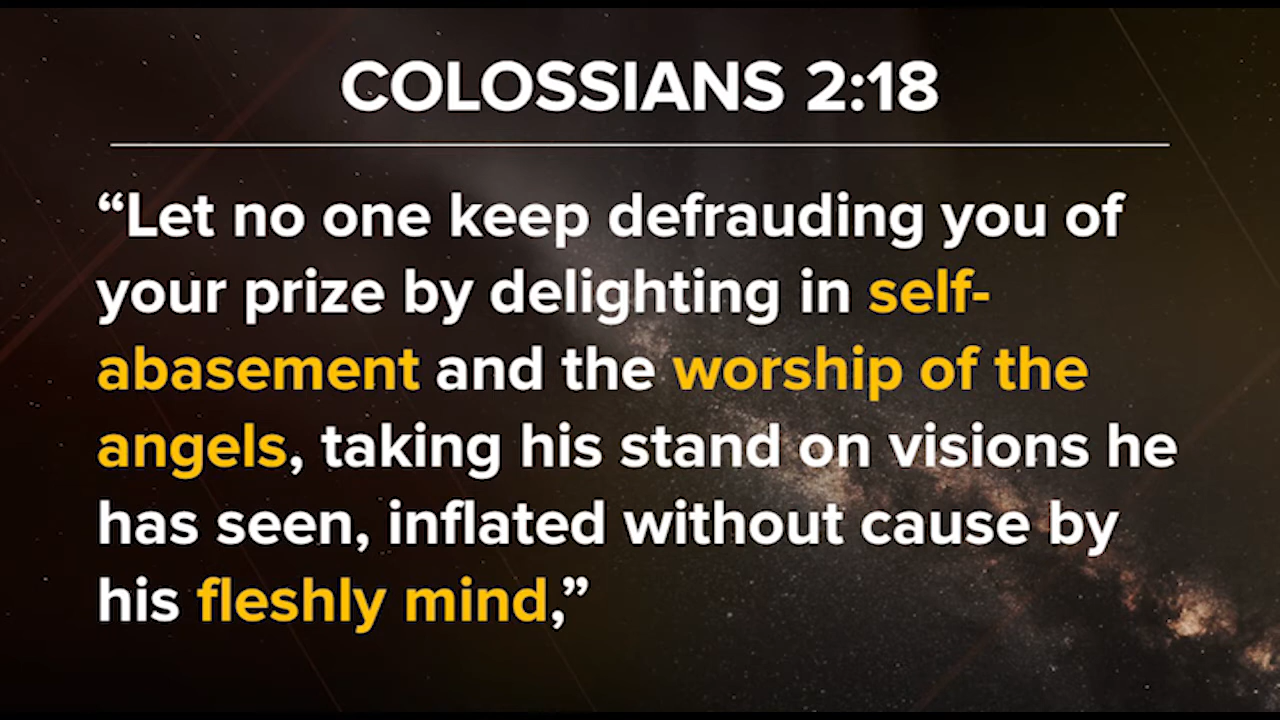 COLOSSIANS 2:18
“Let no one keep defrauding you of
your prize by delighting in self-
abasement and the worship of the
angels, taking his stand on visions he
has seen, inflated without cause by
his fleshly mind,”